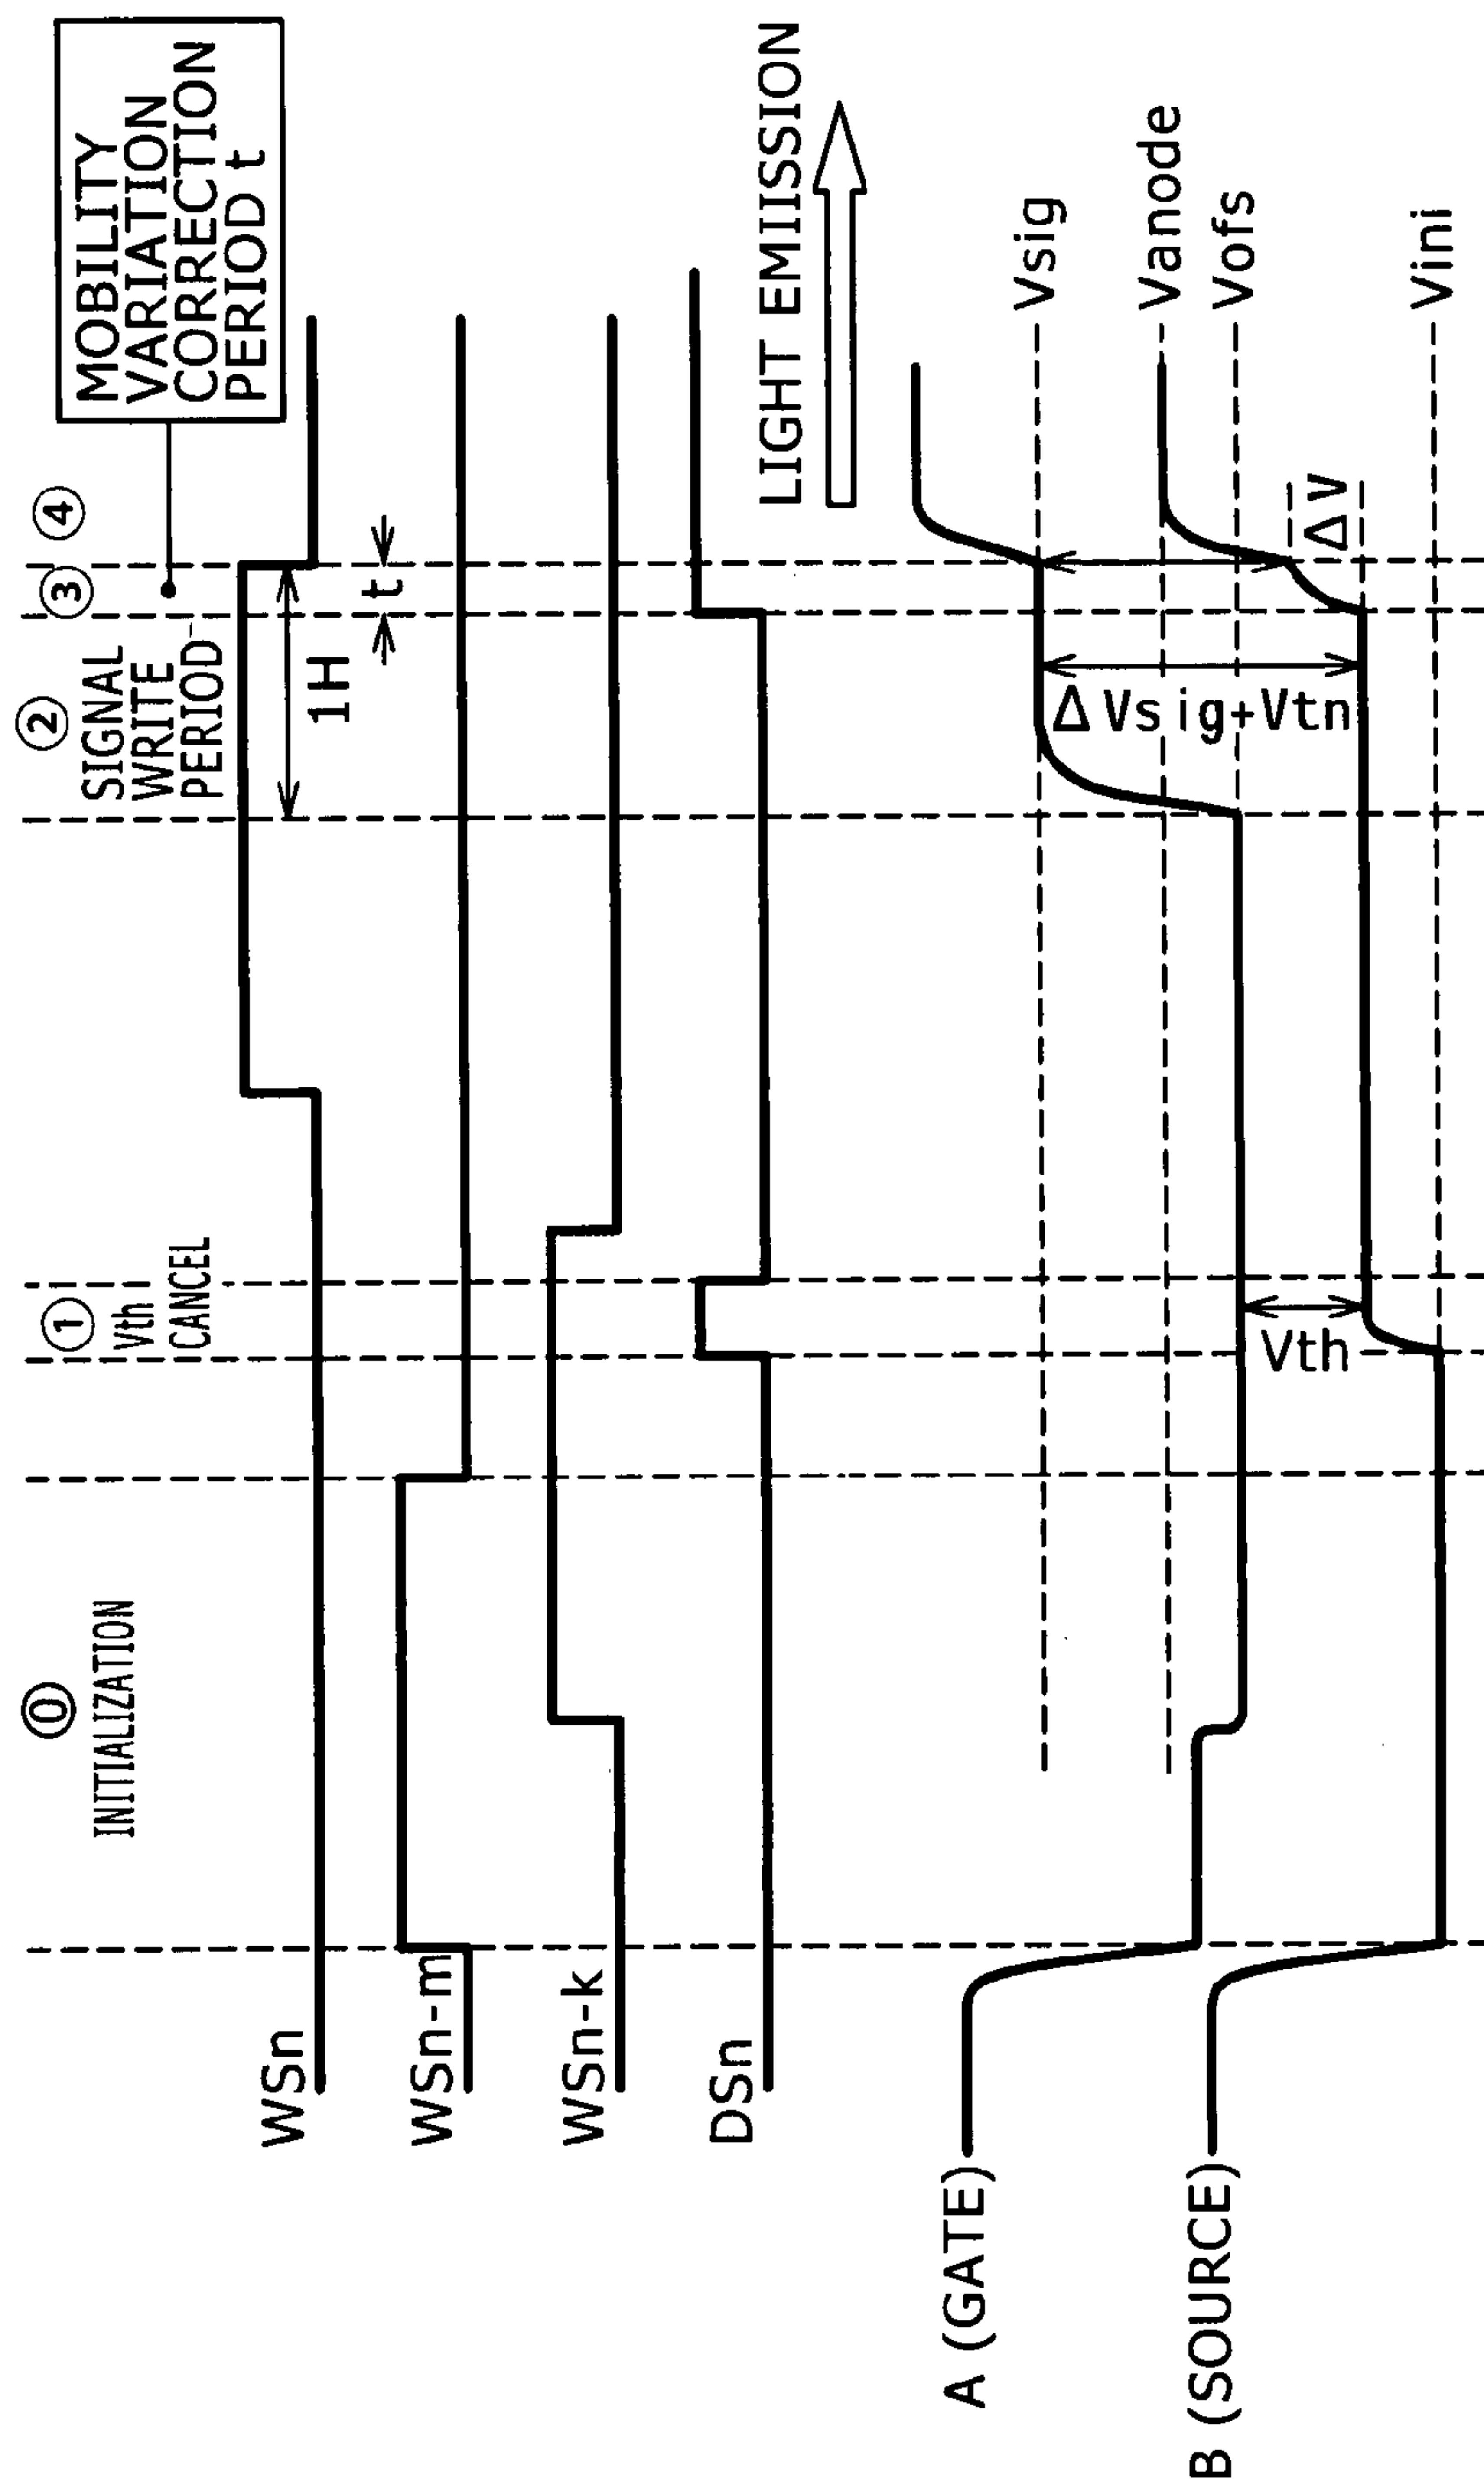 ⓪
INITIALIZATION
①
Vth
CANCEL
②
SIGNAL
WRITE
PERIOD
③
④
MOBILITY
VARIATION
CORRECTION
PERIOD t
WSn
1H
t
WSn-m
WSn-k
DSn
LIGHT EMIISSION
A (GATE)
Vsig
Δ Vsig+Vtn
Vanode
B (SOURCE)
Vofs
Vth
ΔV
Vini